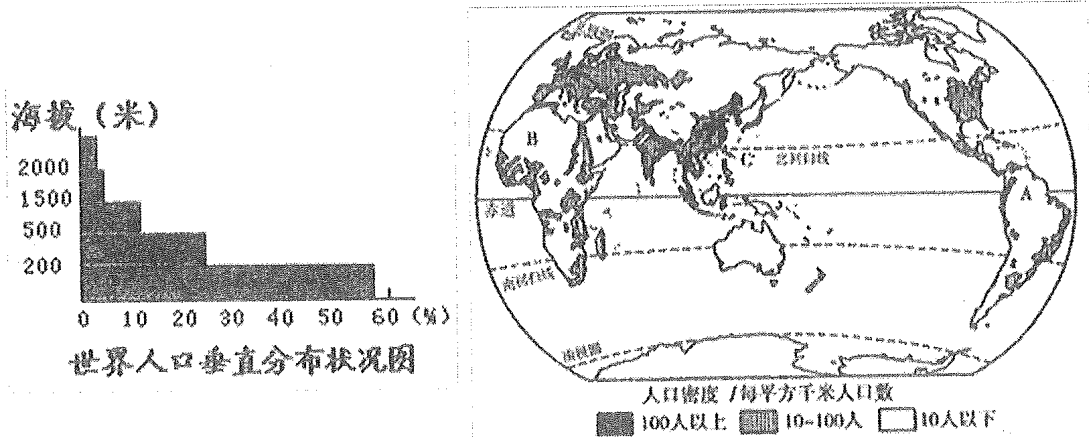 海拔（米）
2000
1500
500
200
0 10 20 30 40 50 60 (%)
世界人口垂直分布状况图
B
C
北回归线
A
赤道
南回归线
南极圈
人口密度 /每平方千米人口数
100人以上 10~100人 10人以下